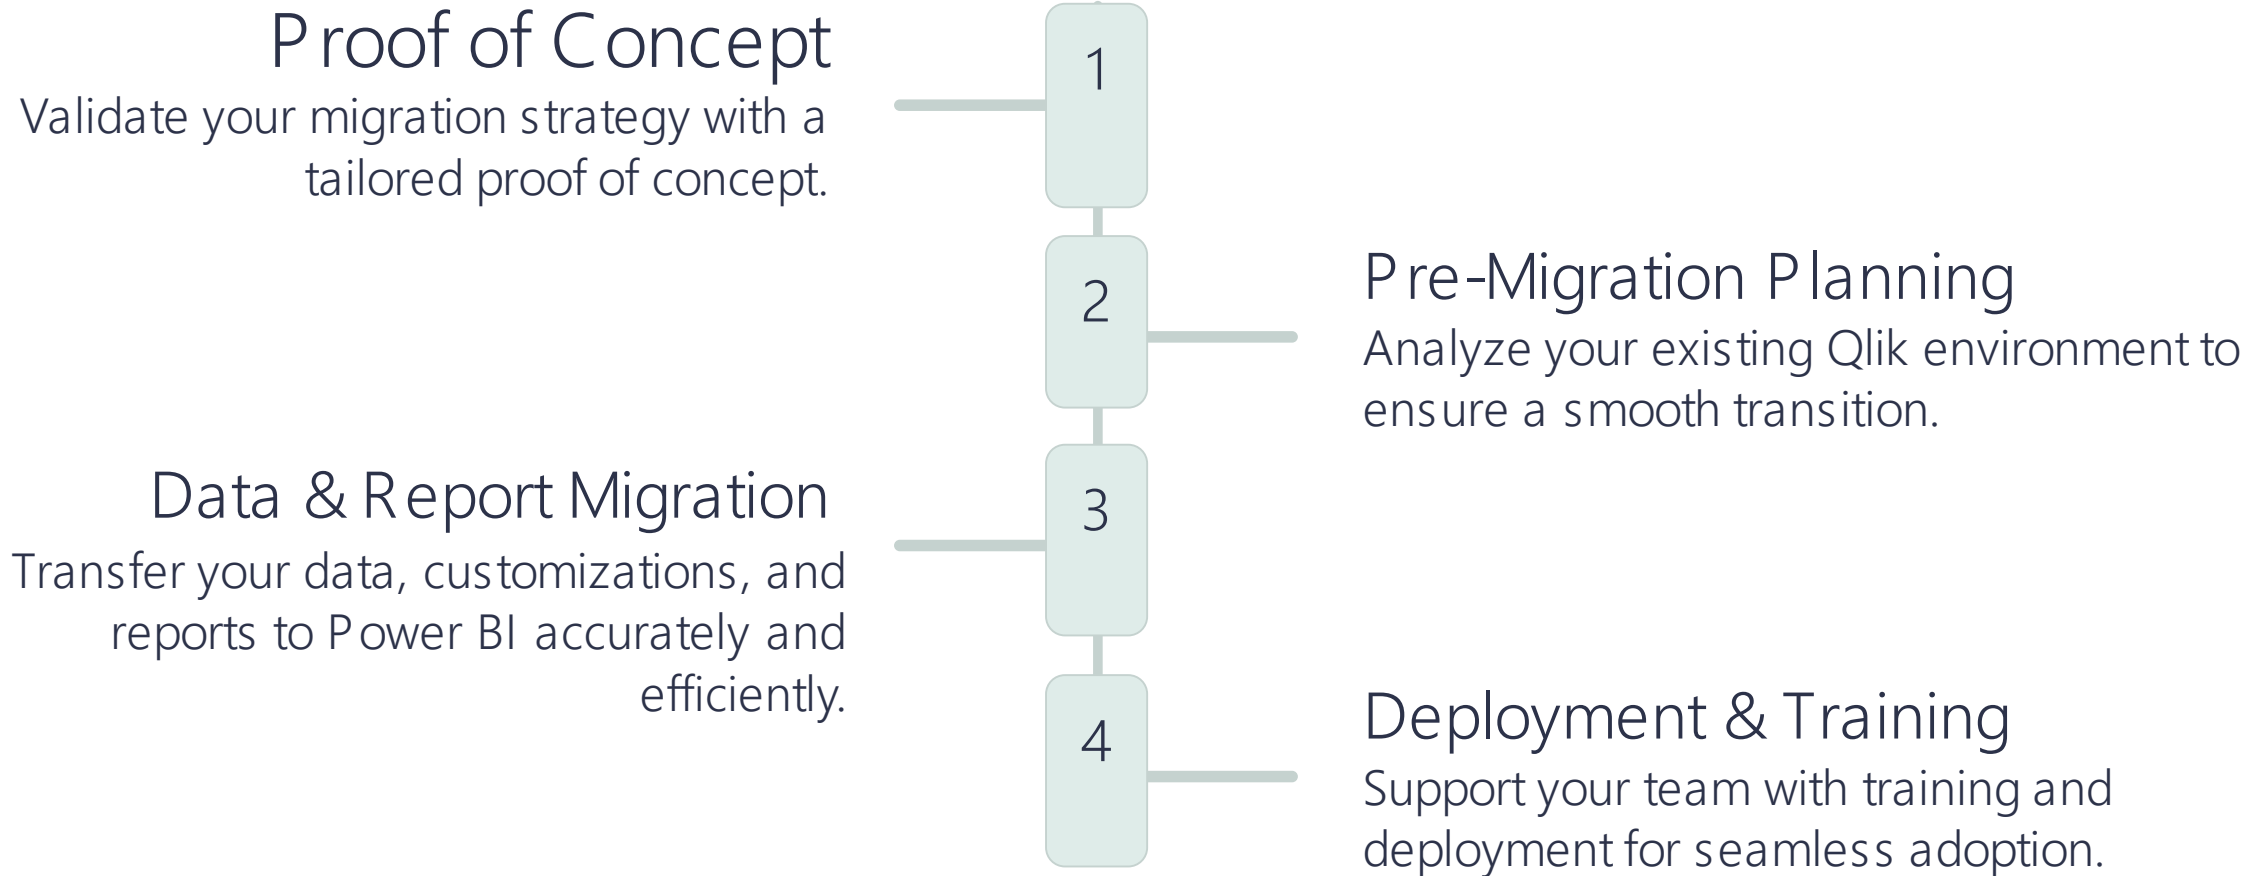 Proof of Concept
Validate your migration strategy with a
tailored proof of concept.
1
2
Pre-Migration Planning
Analyze your existing Qlik environment to
ensure a smooth transition.
Data & Report Migration
Transfer your data, customizations, and
reports to Power BI accurately and
efficiently.
3
4
Deployment & Training
Support your team with training and
deployment for seamless adoption.